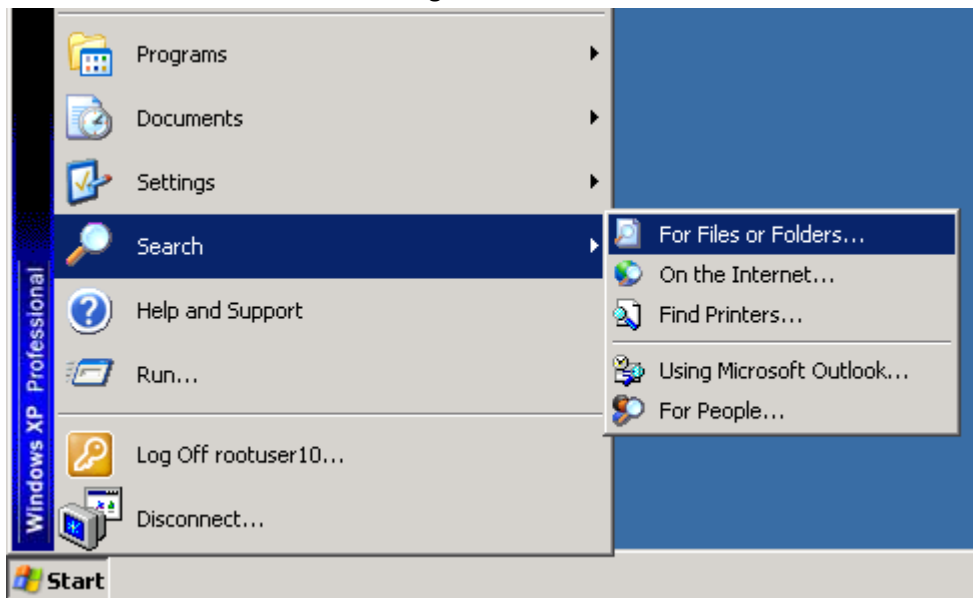 Programs
Documents
Settings
Search
Help and Support
Run...
Log Off rootuser10...
Disconnect...
For Files or Folders...
On the Internet...
Find Printers...
Using Microsoft Outlook...
For People...
Windows XP Professional
Start